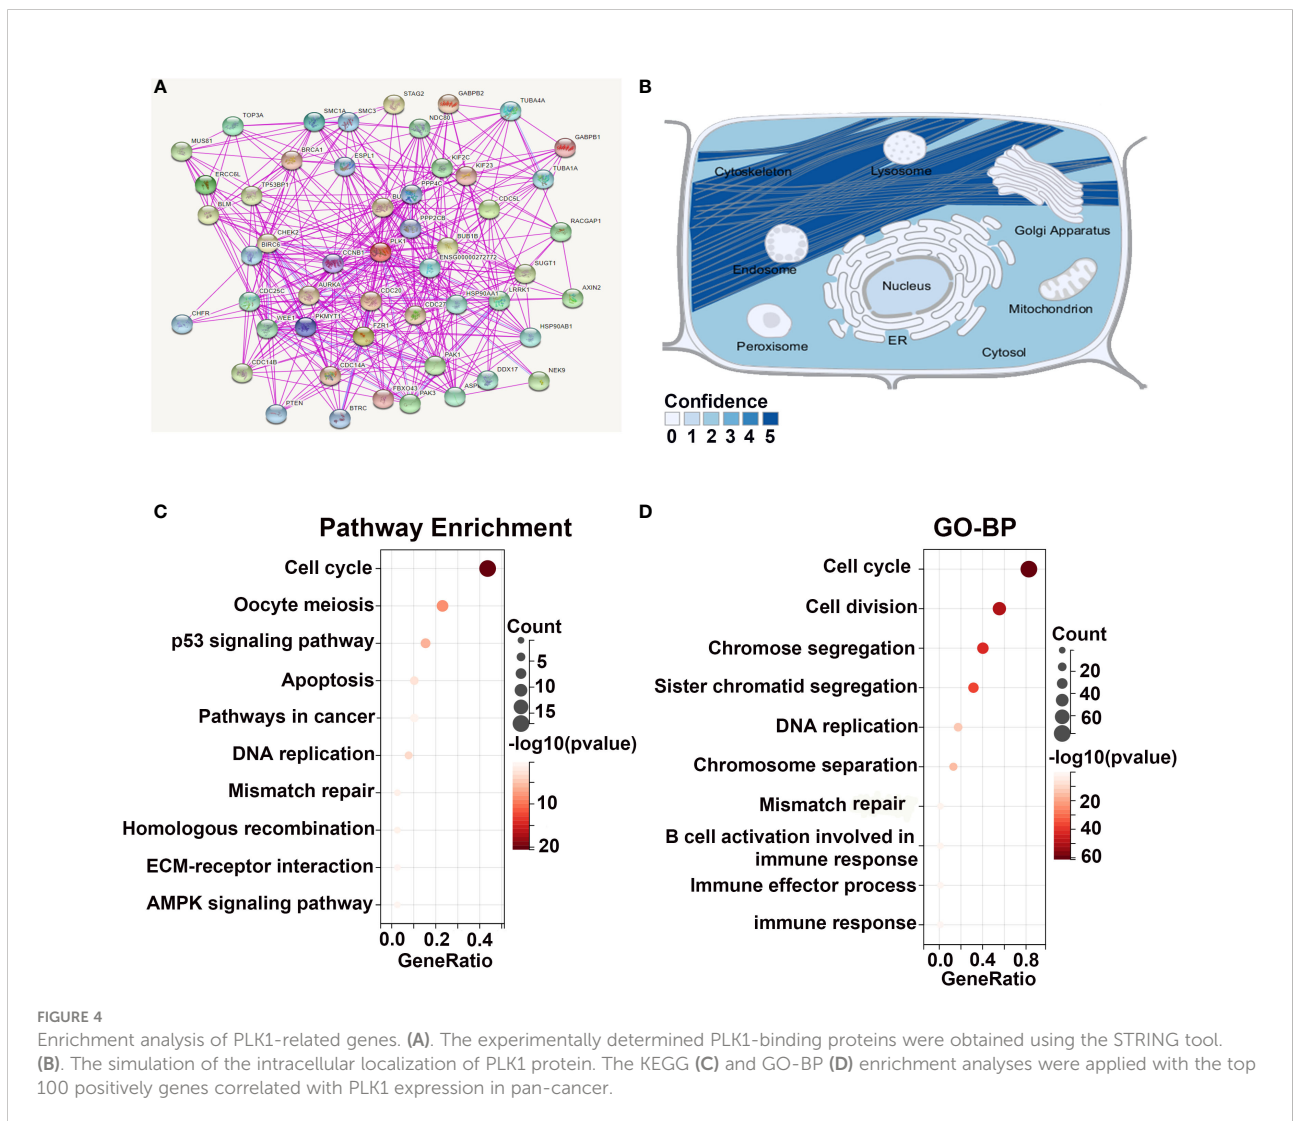 A
STAG2
GABPB2
TUBA4A
TOP3A
SMC1A
SMC3
NDC80
GABPB1
MUS81
BRCA1
ESPL1
KIF2C
KIF23
TUBA1A
ERCC6L
TP53BP1
PPP4C
BU
CDC5L
BLM
PPP2CB
RACGAP1
CHEK2
BUB1B
PLK1
BIRC6
CCNB1
ENSG00000272772
SUGT1
AURKA
CDC20
HSP90AA1
LRRK1
AXIN2
CDC25C
CDC27
CHFR
WEE1
PKMYT1
FZR1
HSP90AB1
PAK1
CDC14B
CDC14A
DDX17
NEK9
FBXO43
PAK3
ASP
PTEN
BTRC
B
Cytoskeleton
Lysosome
Golgi Apparatus
Endosome
Nucleus
Mitochondrion
Peroxisome
ER
Cytosol
Confidence
0 1 2 3 4 5
C
Pathway Enrichment
Cell cycle
Oocyte meiosis
p53 signaling pathway
Apoptosis
Pathways in cancer
DNA replication
Mismatch repair
Homologous recombination
ECM-receptor interaction
AMPK signaling pathway
0.0 0.2 0.4
GeneRatio
Count
5
10
15
-log10(pvalue)
10
20
D
GO-BP
Cell cycle
Cell division
Chromose segregation
Sister chromatid segregation
DNA replication
Chromosome separation
Mismatch repair
B cell activation involved in
immune response
Immune effector process
immune response
0.0 0.4 0.8
GeneRatio
Count
20
40
60
-log10(pvalue)
20
40
60
FIGURE 4
Enrichment analysis of PLK1-related genes. (A). The experimentally determined PLK1-binding proteins were obtained using the STRING tool.
(B). The simulation of the intracellular localization of PLK1 protein. The KEGG (C) and GO-BP (D) enrichment analyses were applied with the top
100 positively genes correlated with PLK1 expression in pan-cancer.